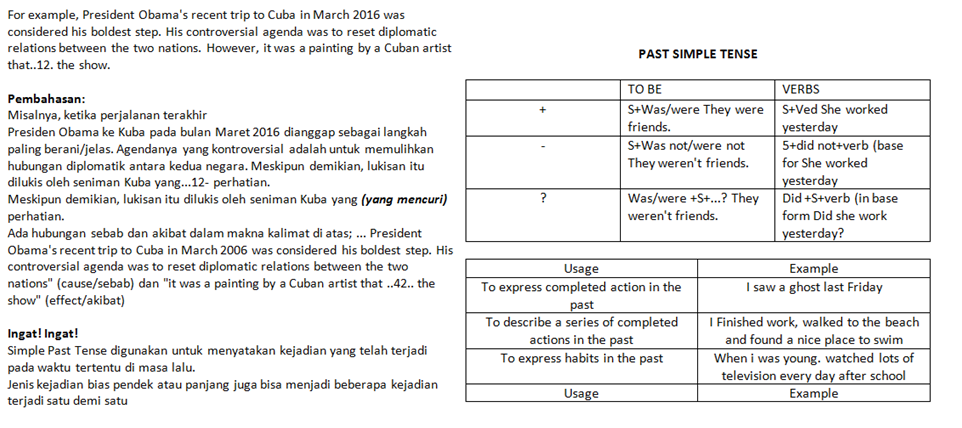 For example, President Obama's recent trip to Cuba in March 2016 was
considered his boldest step. His controversial agenda was to reset diplomatic
relations between the two nations. However, it was a painting by a Cuban artist
that..12. the show.
Pembahasan:
Misalnya, ketika perjalanan terakhir
Presiden Obama ke Kuba pada bulan Maret 2016 dianggap sebagai langkah
paling berani/jelas. Agendanya yang kontroversial adalah untuk memulihkan
hubungan diplomatik antara kedua negara. Meskipun demikian, lukisan itu
dilukis oleh seniman Kuba yang...12- perhatian.
Meskipun demikian, lukisan itu dilukis oleh seniman Kuba yang (yang mencuri)
perhatian.
Ada hubungan sebab dan akibat dalam makna kalimat di atas; ... President
Obama's recent trip to Cuba in March 2006 was considered his boldest step. His
controversial agenda was to reset diplomatic relations between the two
nations" (cause/sebab) dan "it was a painting by a Cuban artist that ..42.. the
show" (effect/akibat)
Ingat! Ingat!
Simple Past Tense digunakan untuk menyatakan kejadian yang telah terjadi
pada waktu tertentu di masa lalu.
Jenis kejadian bias pendek atau panjang juga bisa menjadi beberapa kejadian
terjadi satu demi satu
PAST SIMPLE TENSE
TO BE VERBS
+ S+Was/were They were S+Ved She worked
friends. yesterday
- S+Was not/were not 5+did not+verb (base
They weren't friends. for She worked
yesterday
? Was/were +S+...? They Did +S+verb (in base
weren't friends. form Did she work
yesterday?
Usage Example
To express completed action in the I saw a ghost last Friday
past
To describe a series of completed I Finished work, walked to the beach
actions in the past and found a nice place to swim
To express habits in the past When i was young. watched lots of
television every day after school
Usage Example